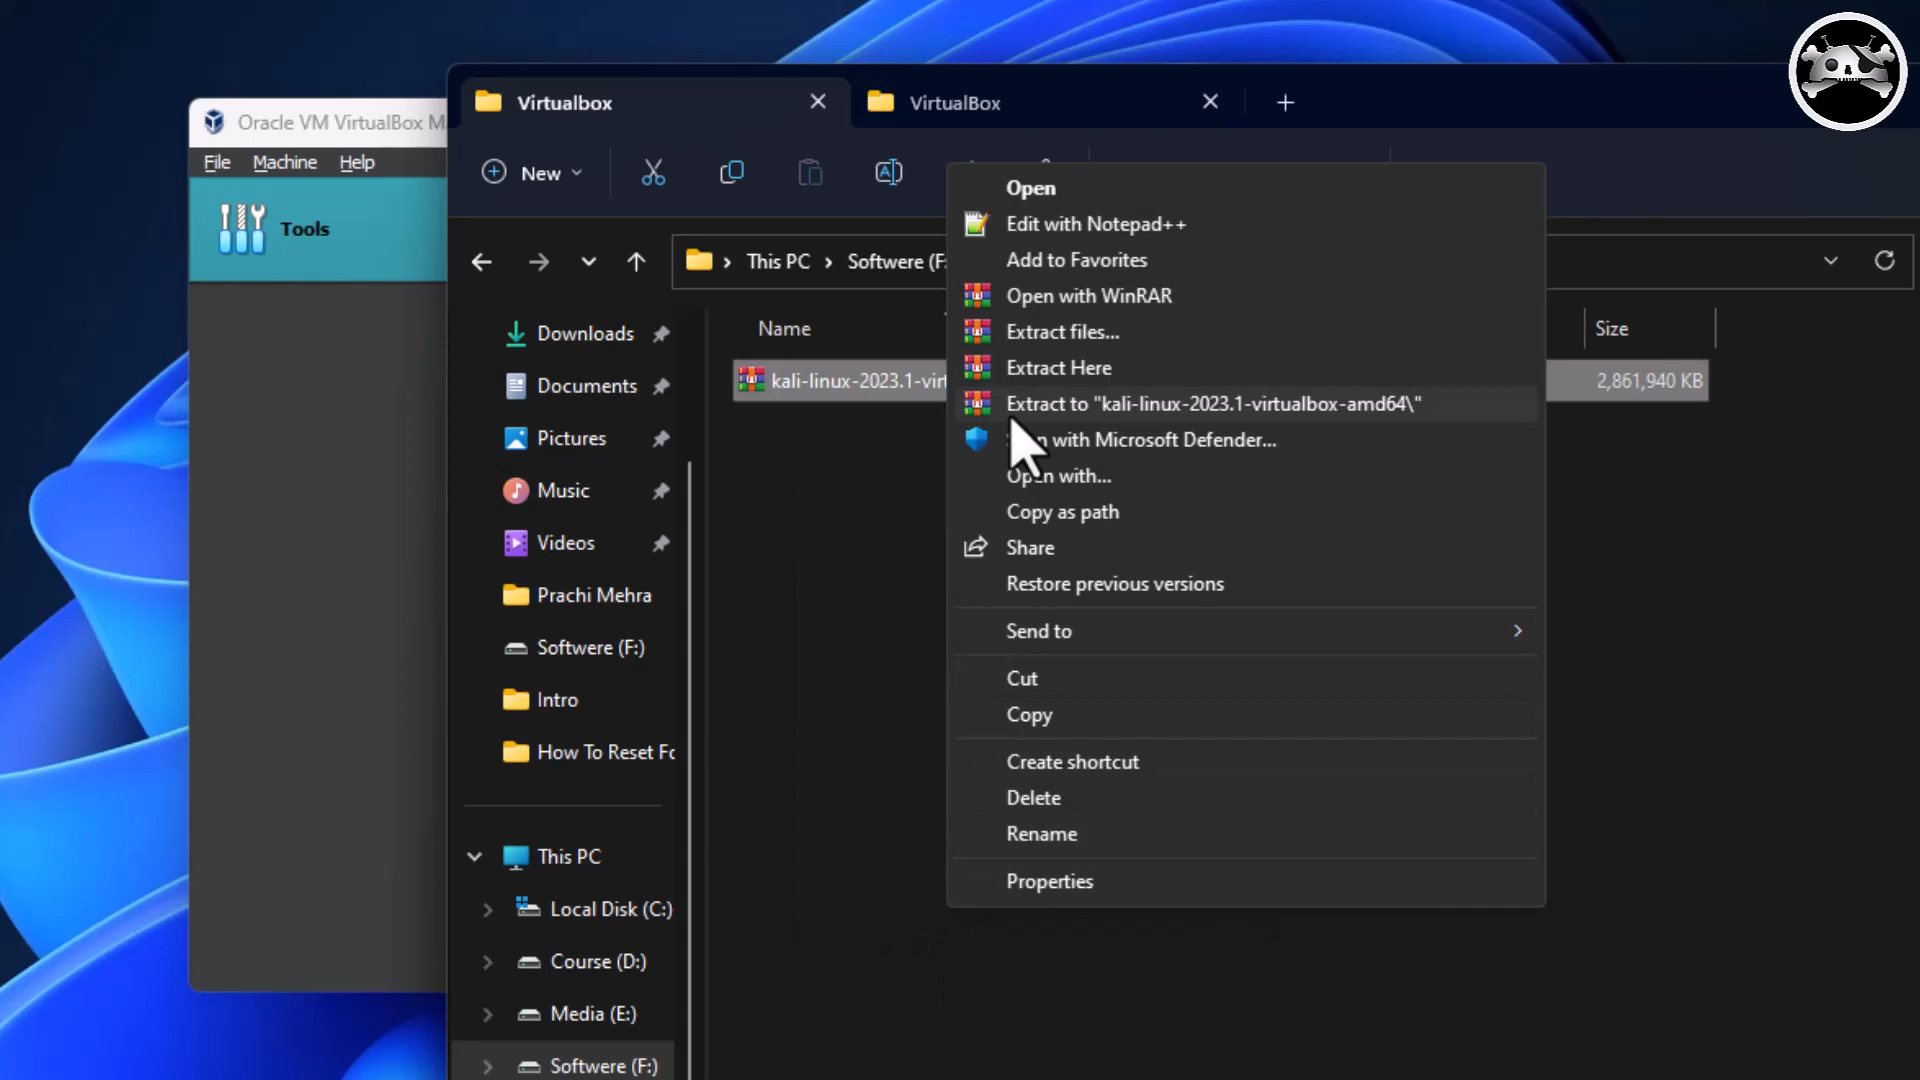 Virtualbox
VirtualBox
Oracle VM VirtualBox M
File Machine Help
New
Tools
This PC
Softwere (F:
Name
Size
kali-linux-2023.1-virt
2,861,940 KB
Downloads
Documents
Pictures
Music
Videos
Prachi Mehra
Softwere (F:)
Intro
How To Reset Fo
This PC
Local Disk (C:)
Course (D:)
Media (E:)
Softwere (F:)
Open
Edit with Notepad++
Add to Favorites
Open with WinRAR
Extract files...
Extract Here
Extract to "kali-linux-2023.1-virtualbox-amd64\"
with Microsoft Defender...
Open with...
Copy as path
Share
Restore previous versions
Send to
Cut
Copy
Create shortcut
Delete
Rename
Properties